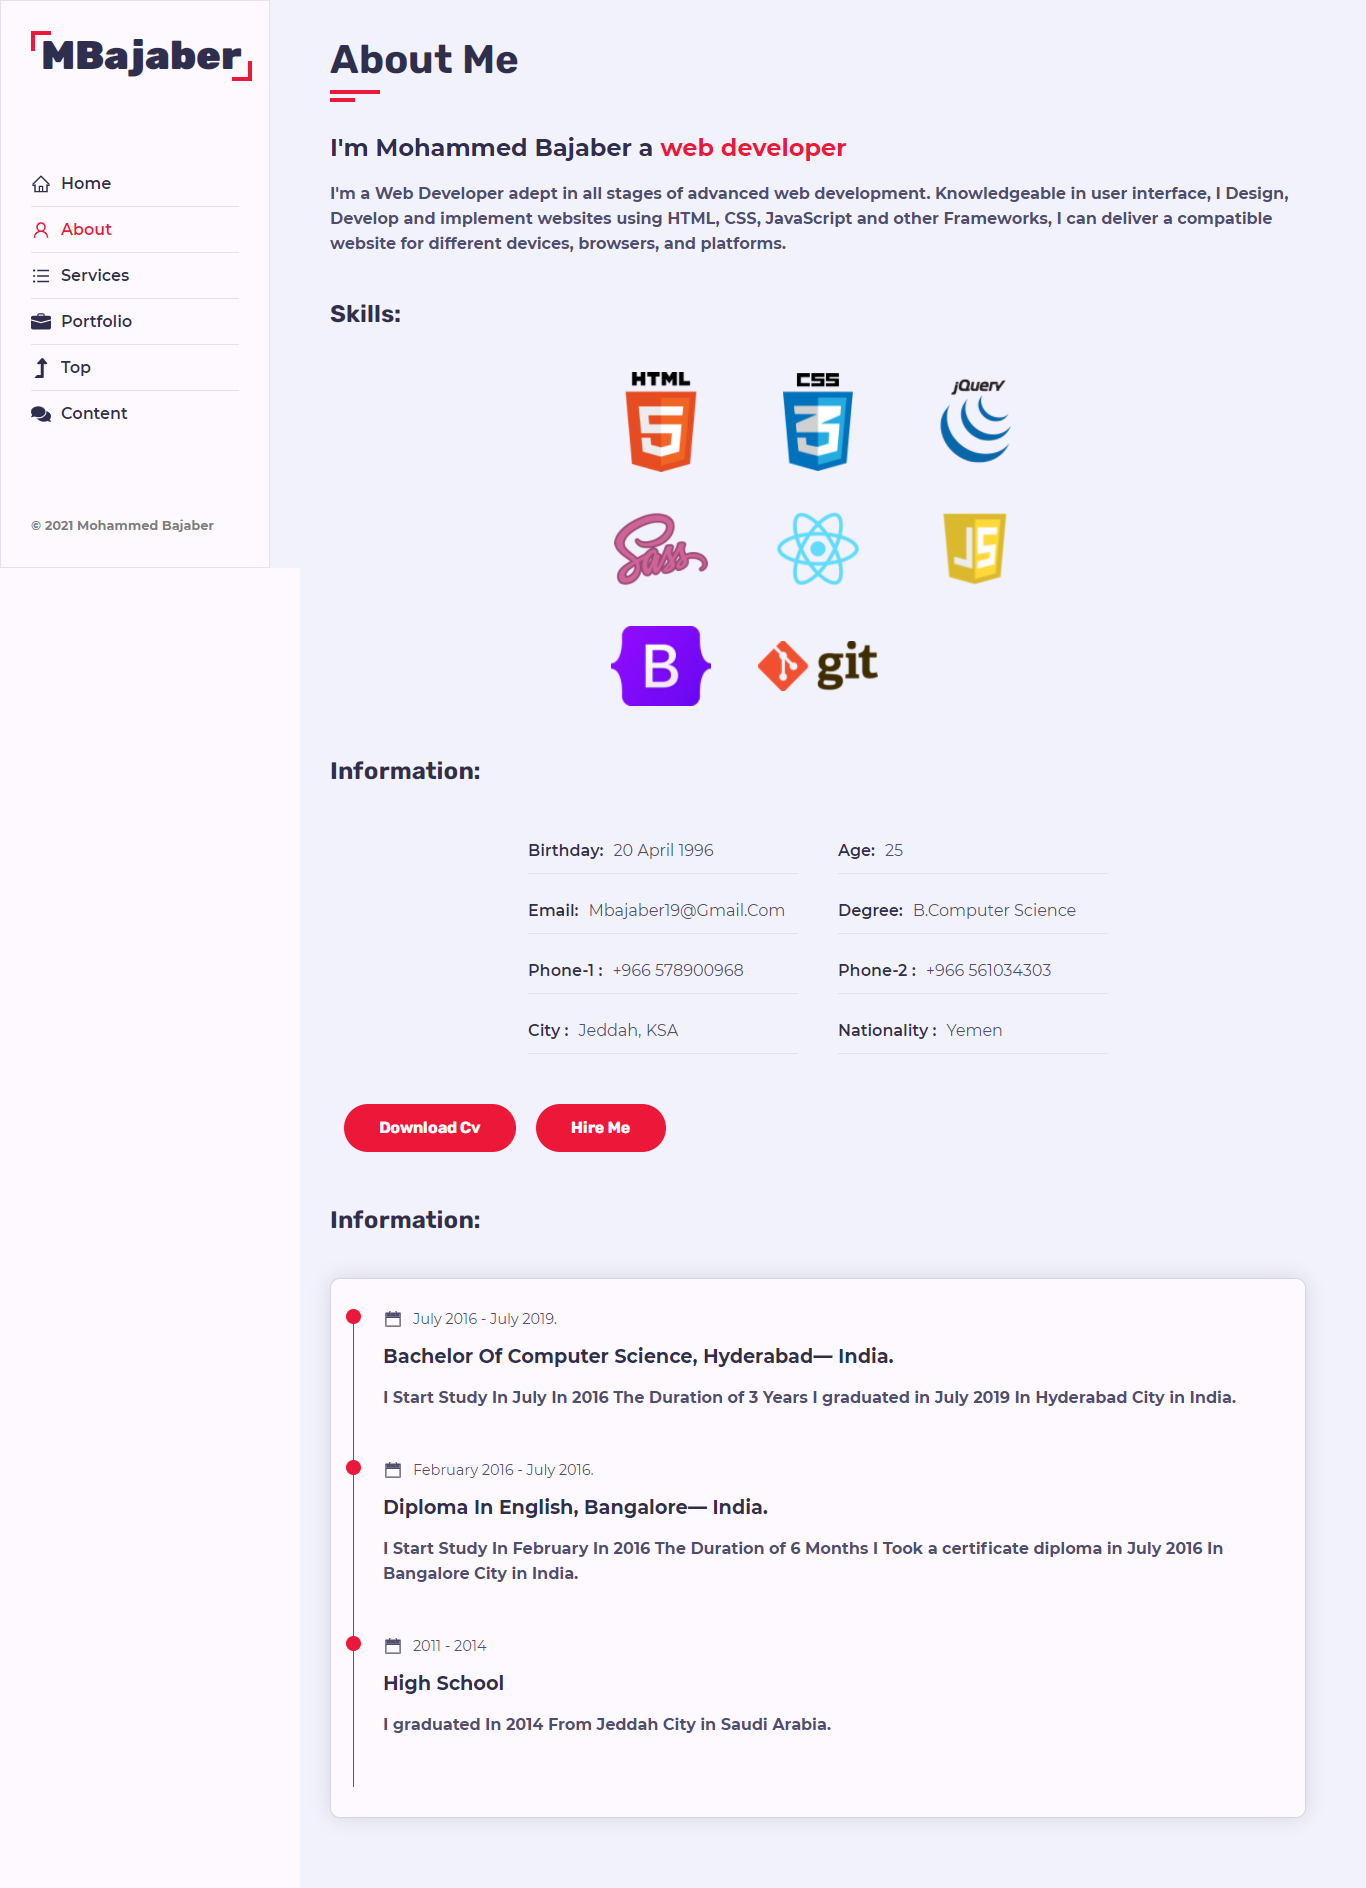 MBajaber
Home
About
Services
Portfolio
Top
Content
© 2021 Mohammed Bajaber
About Me
I'm Mohammed Bajaber a web developer
I'm a Web Developer adept in all stages of advanced web development. Knowledgeable in user interface, I Design,
Develop and implement websites using HTML, CSS, JavaScript and other Frameworks, I can deliver a compatible
website for different devices, browsers, and platforms.
Skills:
HTML
5
CSS
3
jQuery
Sass
JS
B
git
Information:
Birthday: 20 April 1996
Age: 25
Email: Mbajaber19@Gmail.Com
Degree: B.Computer Science
Phone-1 : +966 578900968
Phone-2 : +966 561034303
City : Jeddah, KSA
Nationality : Yemen
Download Cv
Hire Me
Information:
July 2016 - July 2019.
Bachelor Of Computer Science, Hyderabad— India.
I Start Study In July In 2016 The Duration of 3 Years I graduated in July 2019 In Hyderabad City in India.
February 2016 - July 2016.
Diploma In English, Bangalore— India.
I Start Study In February In 2016 The Duration of 6 Months I Took a certificate diploma in July 2016 In
Bangalore City in India.
2011 - 2014
High School
I graduated In 2014 From Jeddah City in Saudi Arabia.